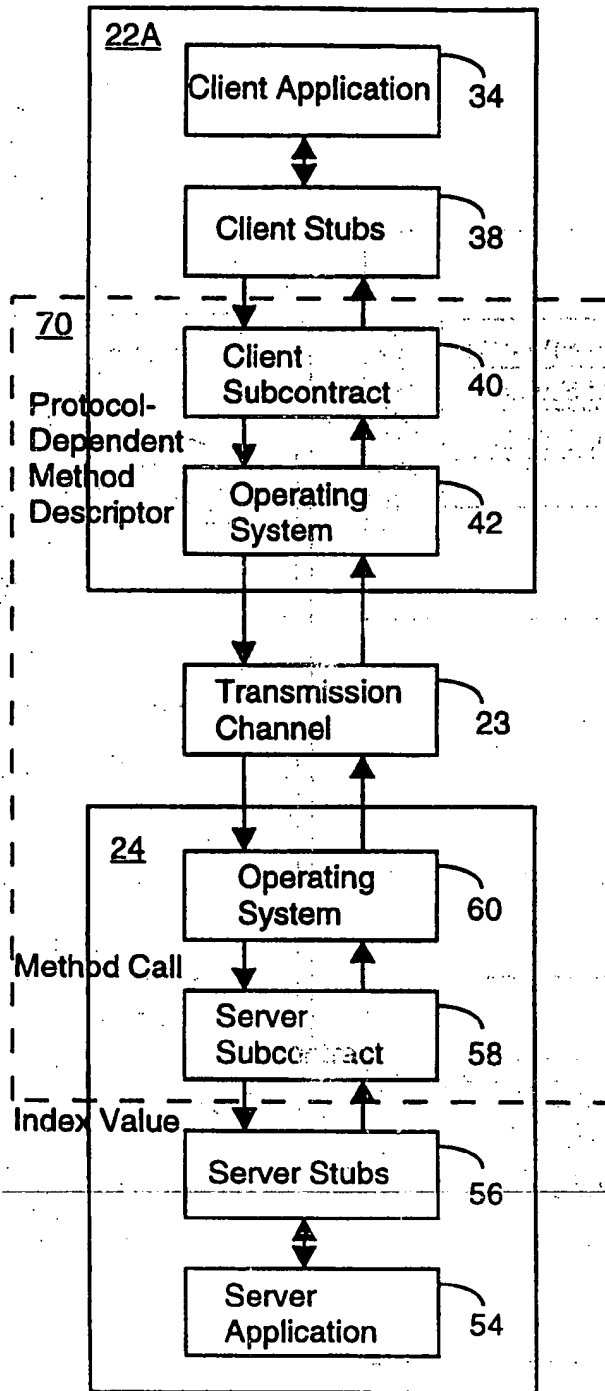 22A
Client Application
34
Client Stubs
38
70
Client
Subcontract
40
Protocol-
Dependent
Method
Descriptor
Operating
System
42
Transmission
Channel
23
24
Operating
System
60
Method Call
Server
Subcontract
58
Index Value
Server Stubs
56
Server
Application
54